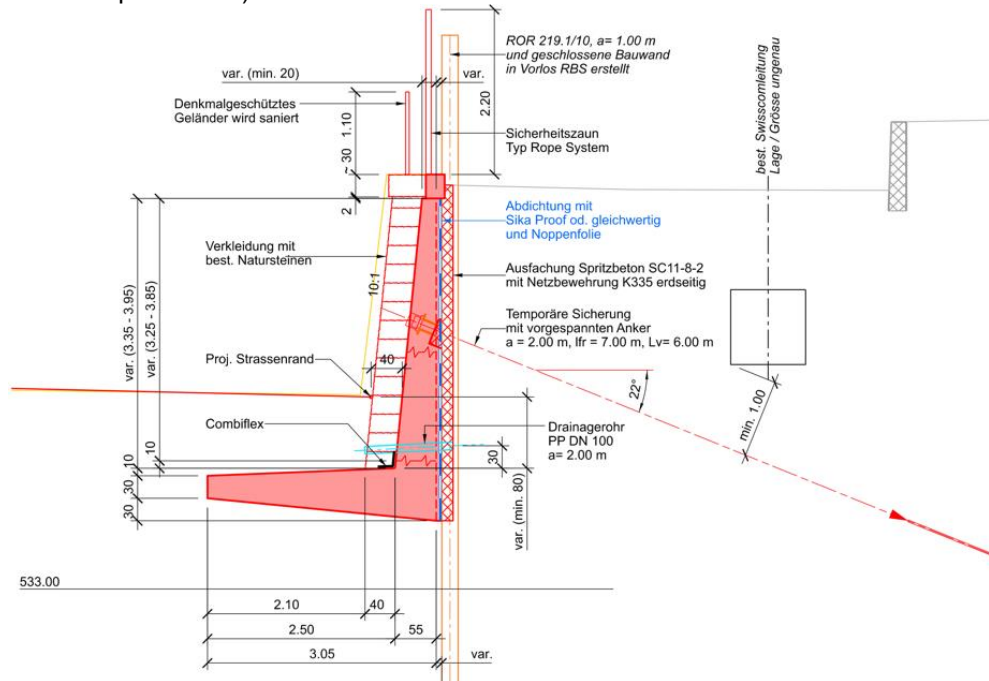 ROR 219.1/10, a= 1.00 m
und geschlossene Bauwand
in Vorlos RBS erstellt
var. (min. 20)
var.
Denkmalgeschütztes
Geländer wird saniert
1.10
~ 30
2.20
Sicherheitszaun
Typ Rope System
best. Swisscomleitung
Lage / Grösse ungenau
2
Abdichtung mit
Sika Proof od. gleichwertig
und Noppenfolie
Verkleidung mit
best. Natursteinen
10:1
Ausfachung Spritzbeton SC11-8-2
mit Netzbewehrung K335 erdseitig
Temporäre Sicherung
mit vorgespannten Anker
a = 2.00 m, lfr = 7.00 m, Lv= 6.00 m
var. (3.35 - 3.95)
var. (3.25 - 3.85)
Proj. Strassenrand
40
22°
min. 1.00
Combiflex
Drainagerohr
PP DN 100
a= 2.00 m
30
10
10
30
30
var. (min. 80)
533.00
2.10
40
2.50
55
3.05
var.